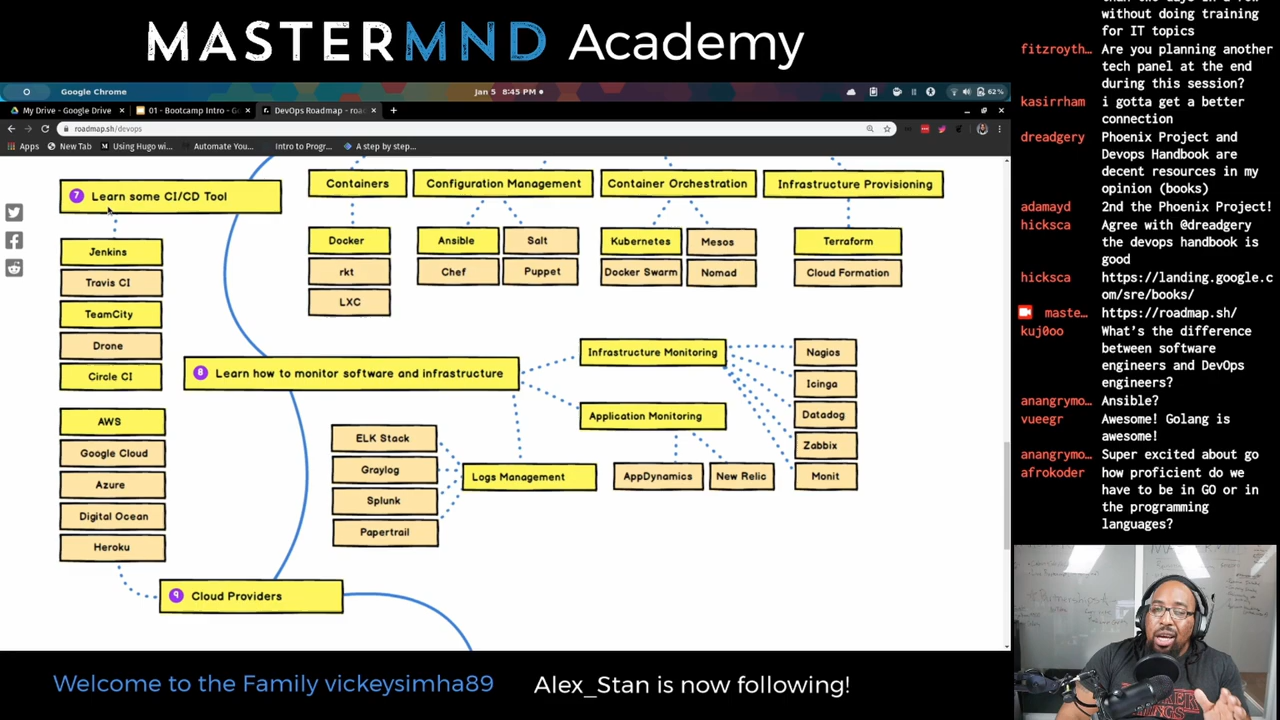 MASTERMND Academy
Google Chrome
Jan 5 8:45 PM
62%
My Drive - Google Drive
01 - Bootcamp Intro - G
DevOps Roadmap - roa
roadmap.sh/devops
Apps
New Tab
Using Hugo wi...
Automate You...
Intro to Progr...
A step by step...
7 Learn some CI/CD Tool
Jenkins
Travis CI
TeamCity
Drone
Circle CI
AWS
Google Cloud
Azure
Digital Ocean
Heroku
9 Cloud Providers
Containers
Docker
rkt
LXC
Configuration Management
Ansible
Salt
Chef
Puppet
Container Orchestration
Kubernetes
Mesos
Docker Swarm
Nomad
Infrastructure Provisioning
Terraform
Cloud Formation
8 Learn how to monitor software and infrastructure
Infrastructure Monitoring
Nagios
Icinga
Datadog
Zabbix
Monit
Application Monitoring
AppDynamics
New Relic
Logs Management
ELK Stack
Graylog
Splunk
Papertrail
without doing training
for IT topics
fitzroyth… Are you planning another
tech panel at the end
during this session?
kasirrham i gotta get a better
connection
dreadgery Phoenix Project and
Devops Handbook are
decent resources in my
opinion (books)
adamayd 2nd the Phoenix Project!
hicksca Agree with @dreadgery
the devops handbook is
good
hicksca https://landing.google.c
om/sre/books/
maste… https://roadmap.sh/
kuj0oo What's the difference
between software
engineers and DevOps
engineers?
anangrymo… Ansible?
vueegr Awesome! Golang is
awesome!
anangrymo… Super excited about go
afrokoder how proficient do we
have to be in GO or in
the programming
languages?
Welcome to the Family vickeysimha89
Alex_Stan is now following!